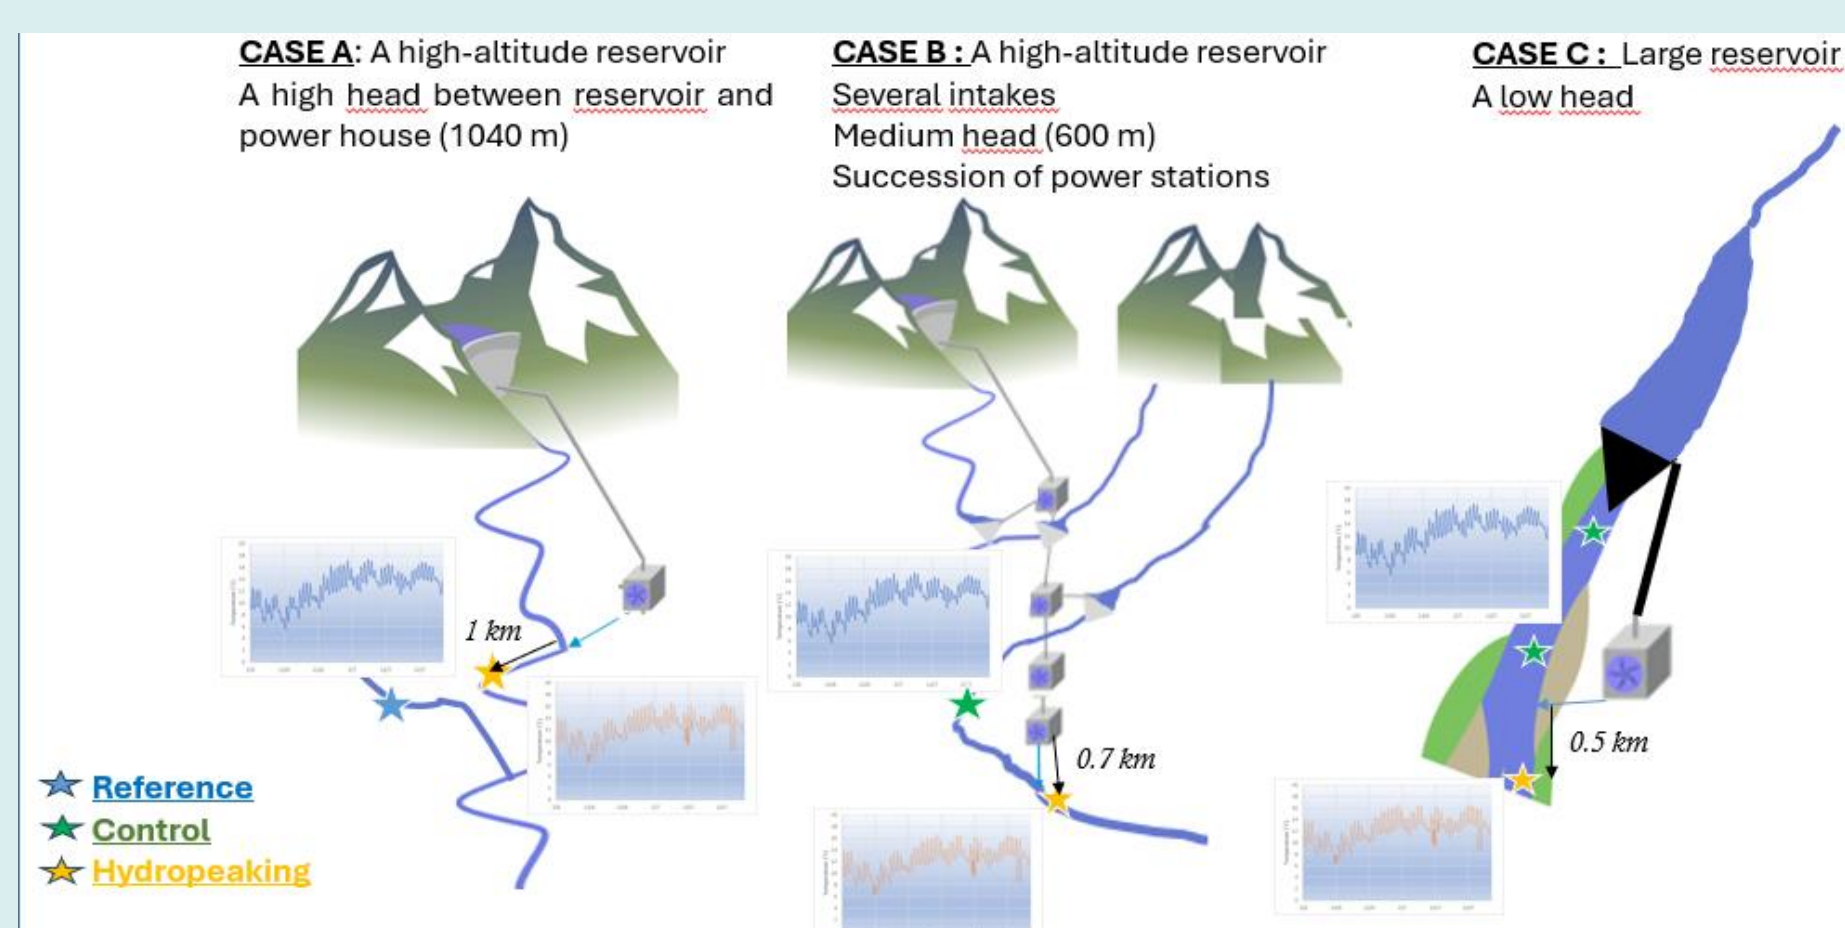 CASE A: A high-altitude reservoir
A high head between reservoir and
power house (1040 m)
CASE B : A high-altitude reservoir
Several intakes
Medium head (600 m)
Succession of power stations
CASE C : Large reservoir
A low head
1 km
0.7 km
0.5 km
Reference
Control
Hydropeaking